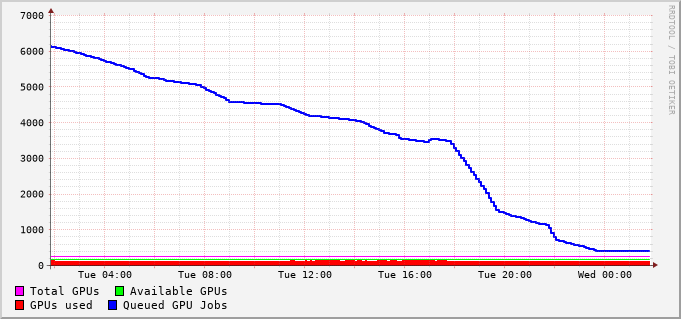 7000
6000
5000
4000
3000
2000
1000
0
Tue 04:00 Tue 08:00 Tue 12:00 Tue 16:00 Tue 20:00 Wed 00:00
Total GPUs Available GPUs
GPUs used Queued GPU Jobs
RRDTOOL / TOBI OETIKER